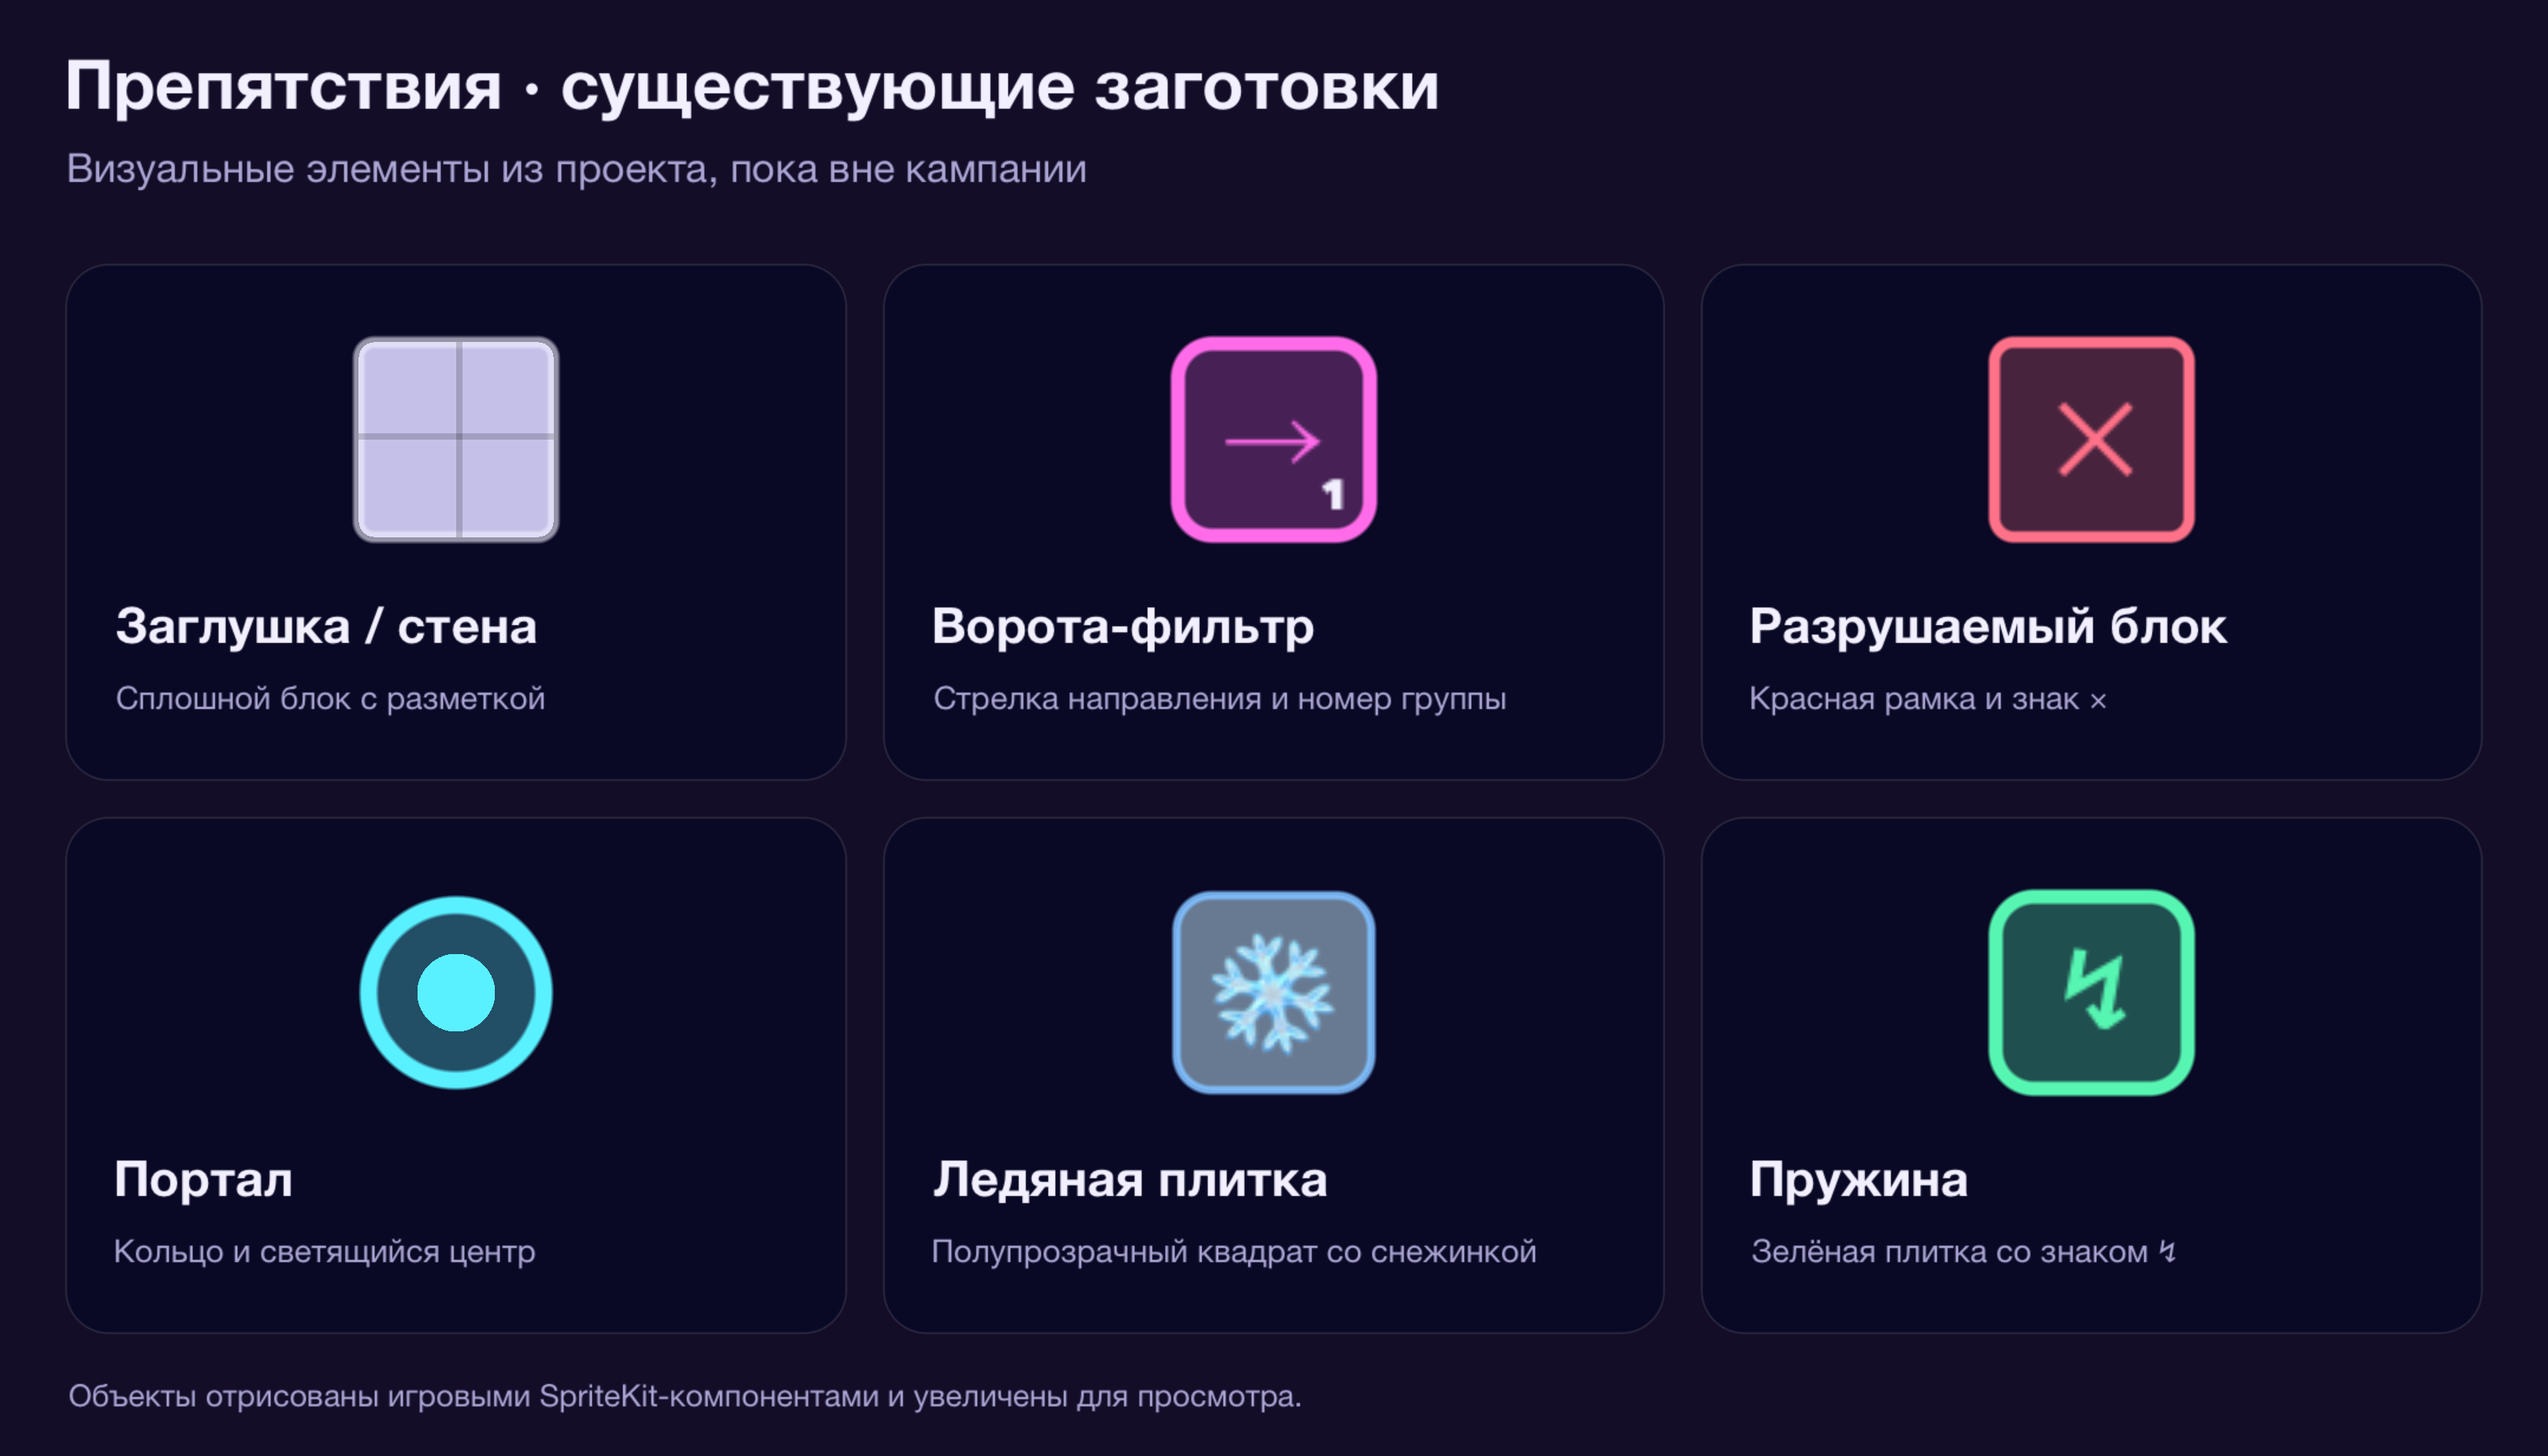 Препятствия · существующие заготовки
Визуальные элементы из проекта, пока вне кампании
1
Заглушка / стена
Сплошной блок с разметкой
Ворота-фильтр
Стрелка направления и номер группы
Разрушаемый блок
Красная рамка и знак ×
Портал
Кольцо и светящийся центр
Ледяная плитка
Полупрозрачный квадрат со снежинкой
Пружина
Зелёная плитка со знаком ↯
Объекты отрисованы игровыми SpriteKit-компонентами и увеличены для просмотра.